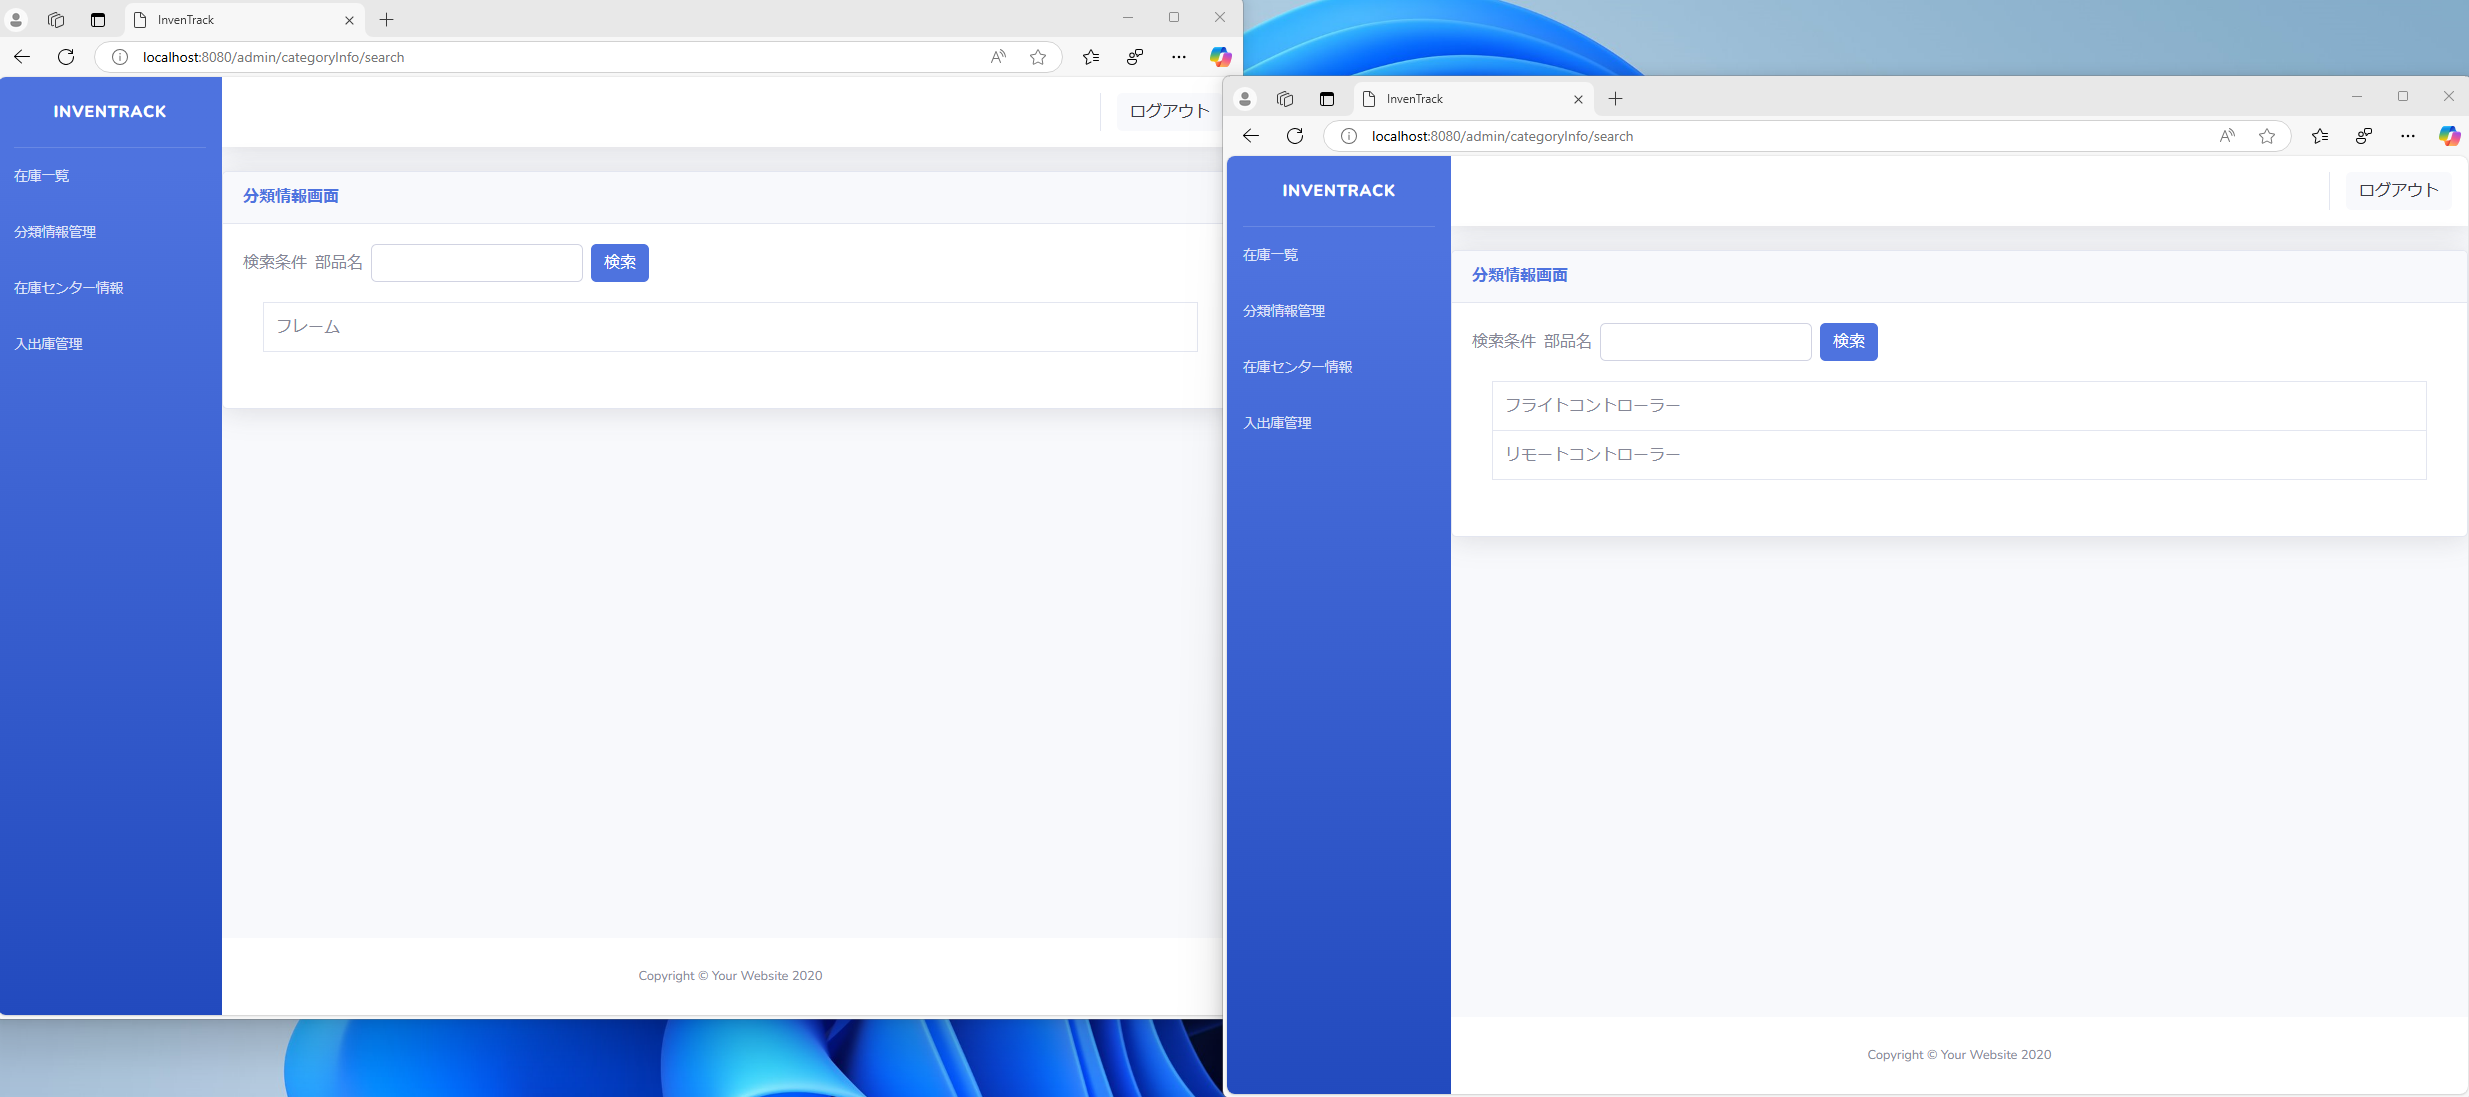 InvenTrack
localhost:8080/admin/categoryInfo/search
INVENTRACK
在庫一覧
分類情報管理
在庫センター情報
入出庫管理
ログアウト
分類情報画面
検索条件 部品名 検索
フレーム
Copyright © Your Website 2020
InvenTrack
localhost:8080/admin/categoryInfo/search
INVENTRACK
在庫一覧
分類情報管理
在庫センター情報
入出庫管理
ログアウト
分類情報画面
検索条件 部品名 検索
フライトコントローラー
リモートコントローラー
Copyright © Your Website 2020